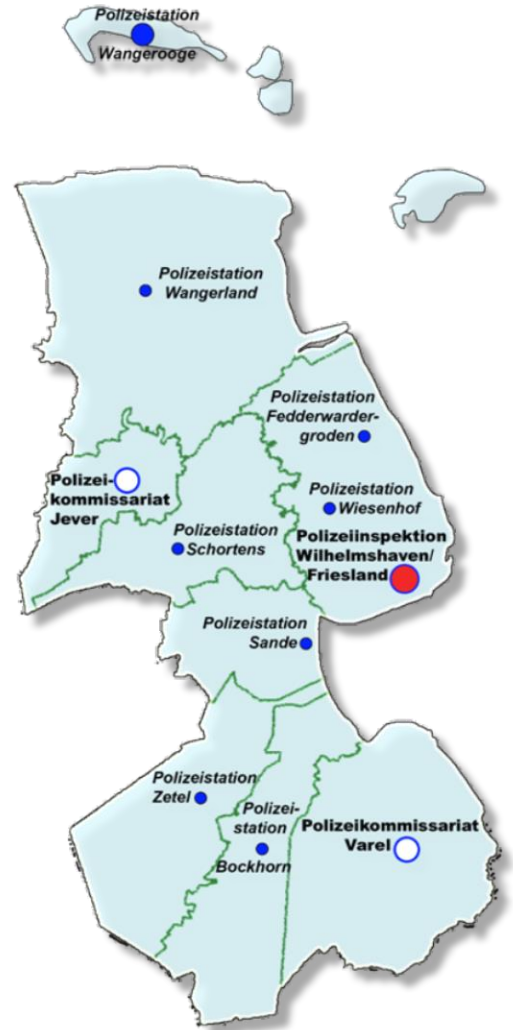 Polizeistation
Wangerooge
Polizeistation
Wangerland
Polizeistation
Fedderwarder-
groden
Polizei-
kommissariat
Jever
Polizeistation
Wiesenhof
Polizeistation
Schortens
Polizeiinspektion
Wilhelmshaven/
Friesland
Polizeistation
Sande
Polizeistation
Zetel
Polizei-
station
Bockhorn
Polizeikommissariat
Varel